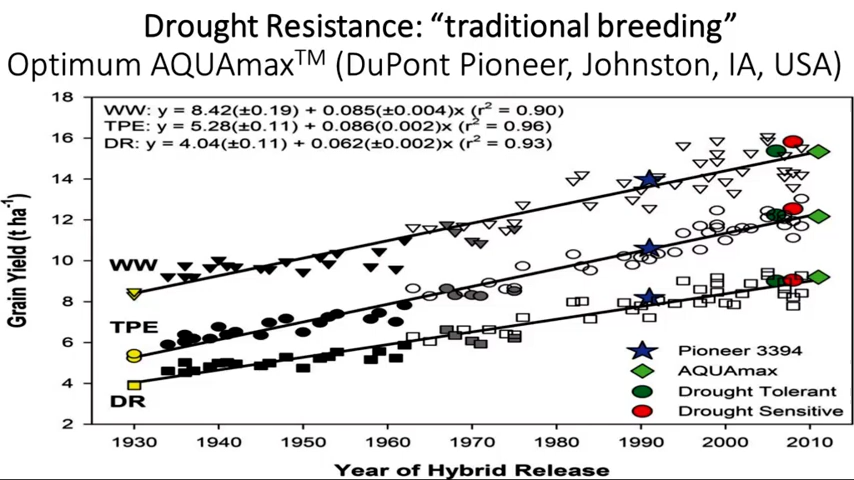 Drought Resistance: “traditional breeding”
Optimum AQUAmax™ (DuPont Pioneer, Johnston, IA, USA)
18
WW: y = 8.42(±0.19) + 0.085(±0.004)x (r² = 0.90)
TPE: y = 5.28(±0.11) + 0.086(0.002)x (r² = 0.96)
DR: y = 4.04(±0.11) + 0.062(±0.002)x (r² = 0.93)
16
14
12
10
8
6
4
2
Grain Yield (t ha⁻¹)
WW
TPE
DR
Pioneer 3394
AQUAmax
Drought Tolerant
Drought Sensitive
1930 1940 1950 1960 1970 1980 1990 2000 2010
Year of Hybrid Release